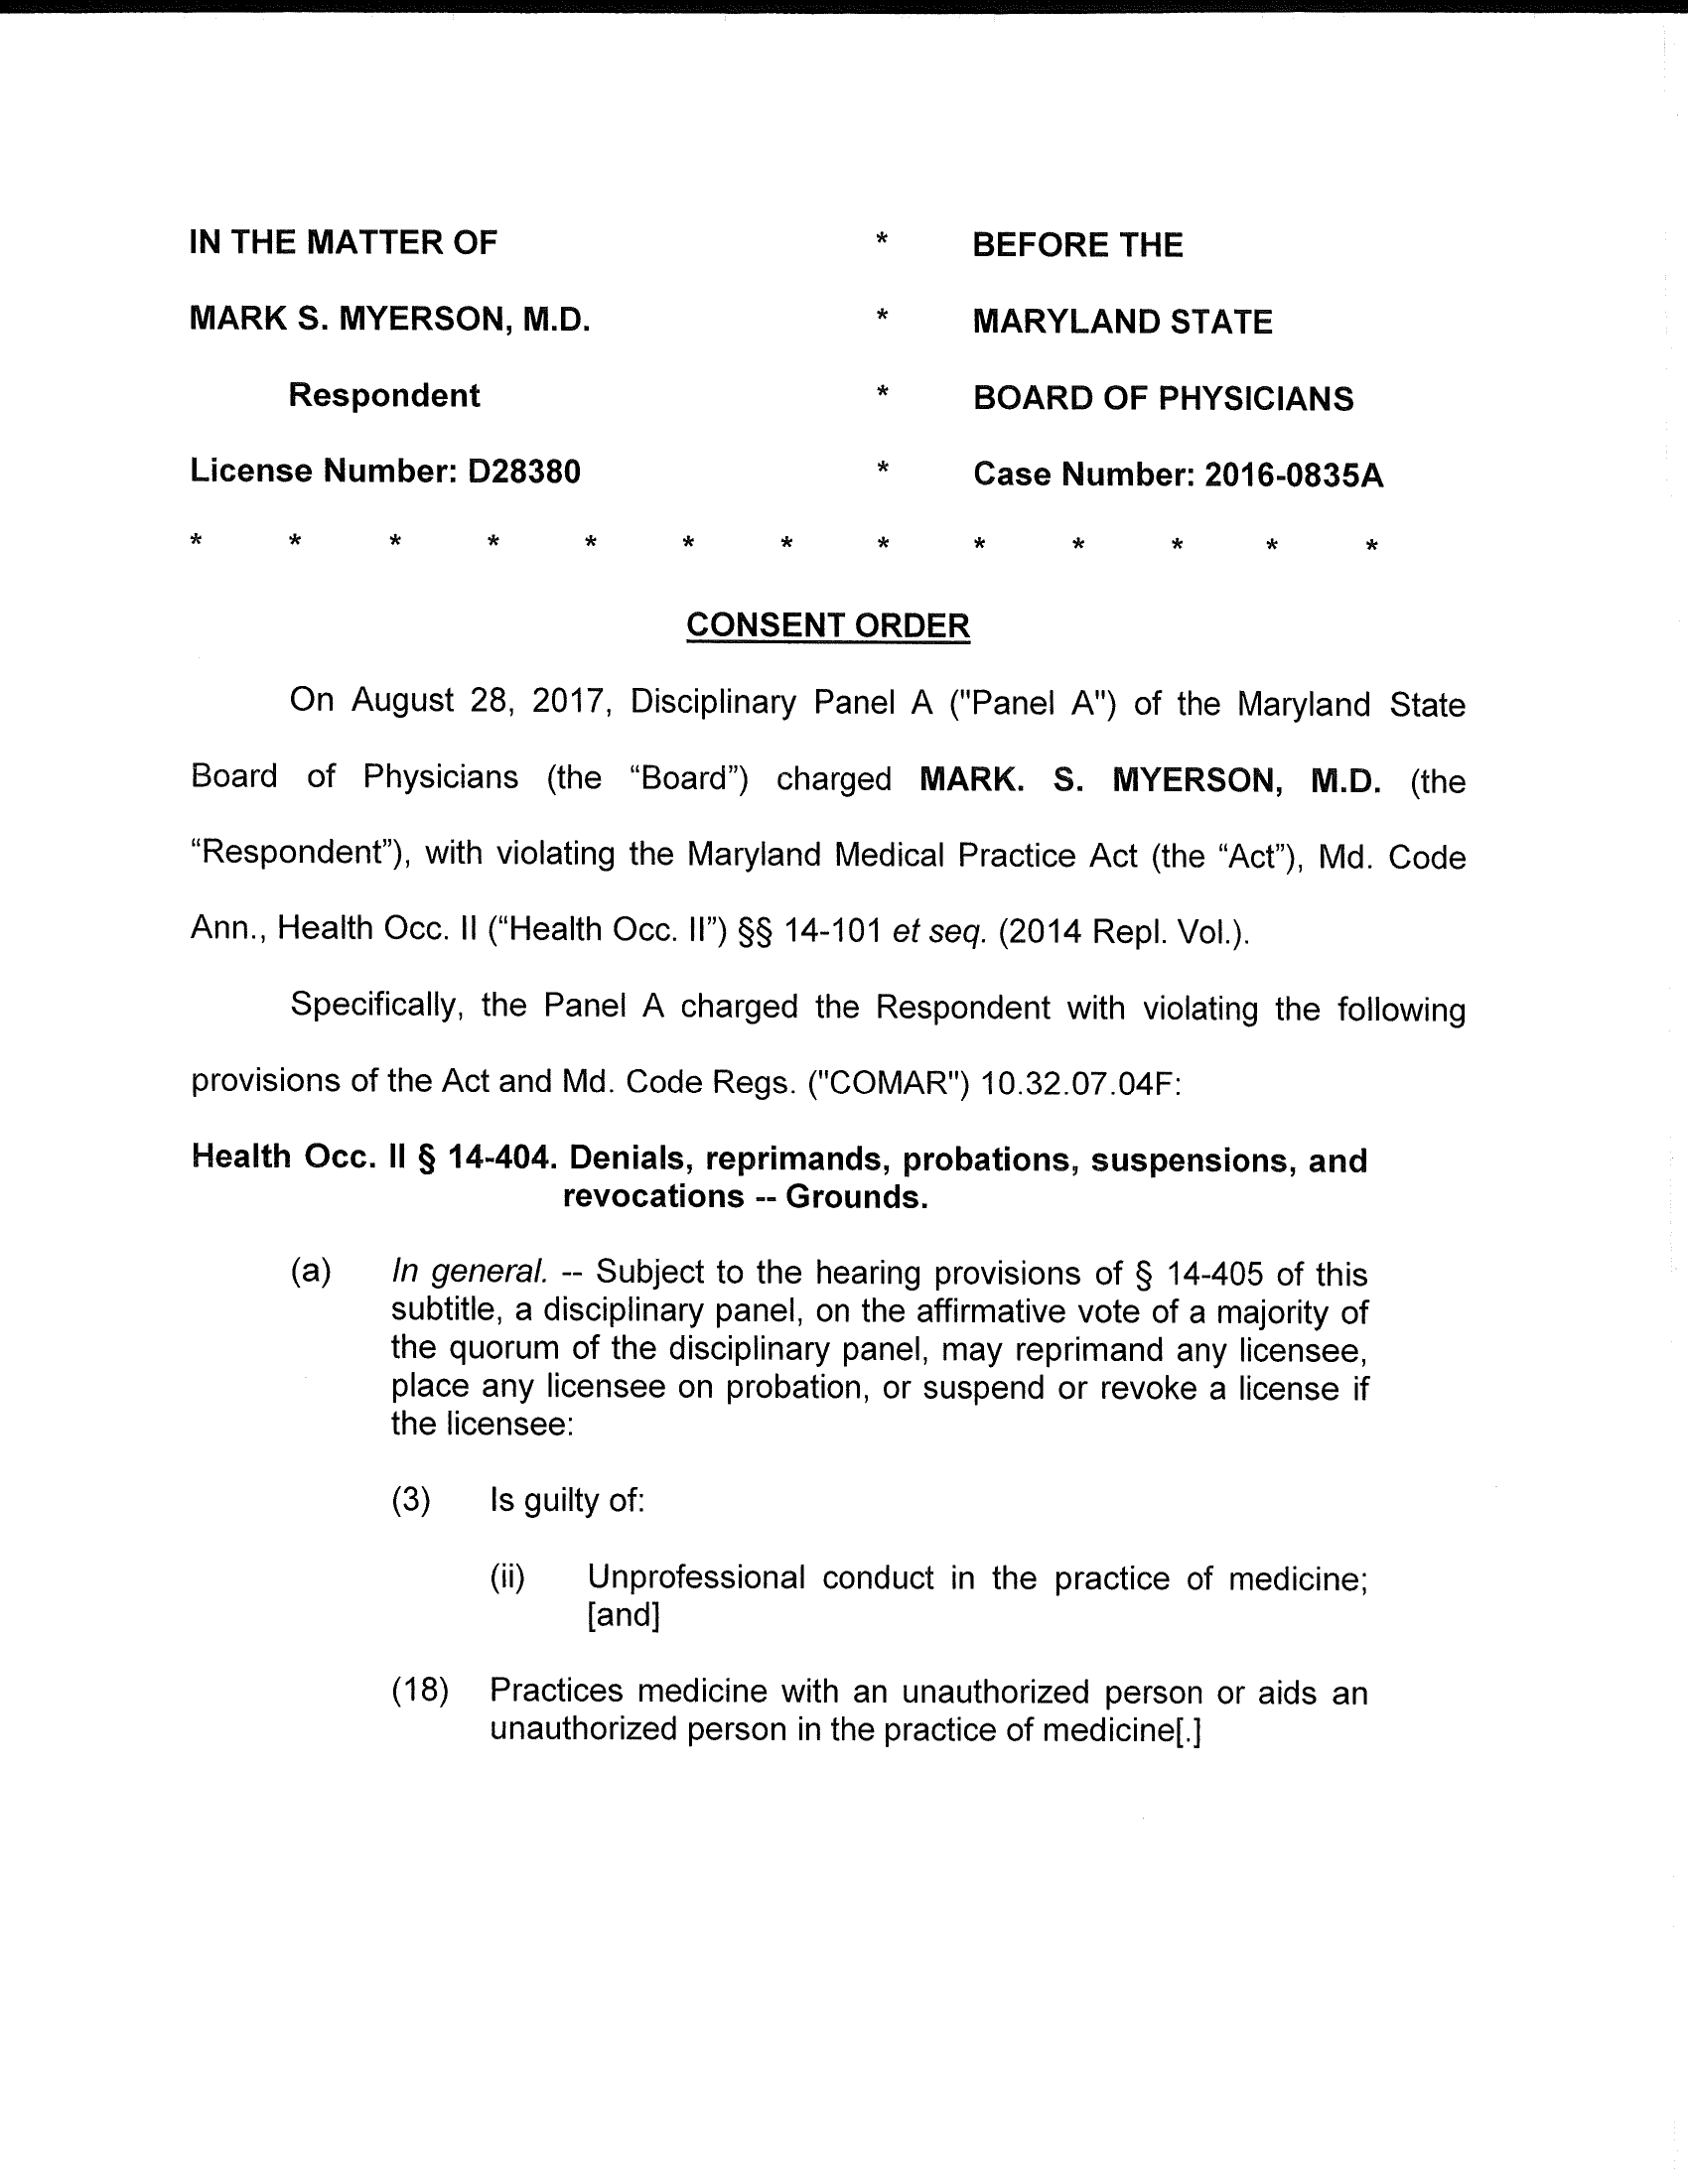 IN THE MATTER OF * BEFORE THE
MARK S. MYERSON, M.D. * MARYLAND STATE
Respondent * BOARD OF PHYSICIANS
License Number: D28380 * Case Number: 2016-0835A
* * * * * * * * * * * * *
CONSENT ORDER
On August 28, 2017, Disciplinary Panel A ("Panel A") of the Maryland State
Board of Physicians (the “Board”) charged MARK. S. MYERSON, M.D. (the
“Respondent”), with violating the Maryland Medical Practice Act (the “Act”), Md. Code
Ann., Health Occ. II (“Health Occ. II”) §§ 14-101 et seq. (2014 Repl. Vol.).
Specifically, the Panel A charged the Respondent with violating the following
provisions of the Act and Md. Code Regs. ("COMAR") 10.32.07.04F:
Health Occ. II § 14-404. Denials, reprimands, probations, suspensions, and
revocations -- Grounds.
(a) In general. -- Subject to the hearing provisions of § 14-405 of this
subtitle, a disciplinary panel, on the affirmative vote of a majority of
the quorum of the disciplinary panel, may reprimand any licensee,
place any licensee on probation, or suspend or revoke a license if
the licensee:
(3) Is guilty of:
(ii) Unprofessional conduct in the practice of medicine;
[and]
(18) Practices medicine with an unauthorized person or aids an
unauthorized person in the practice of medicine[.]